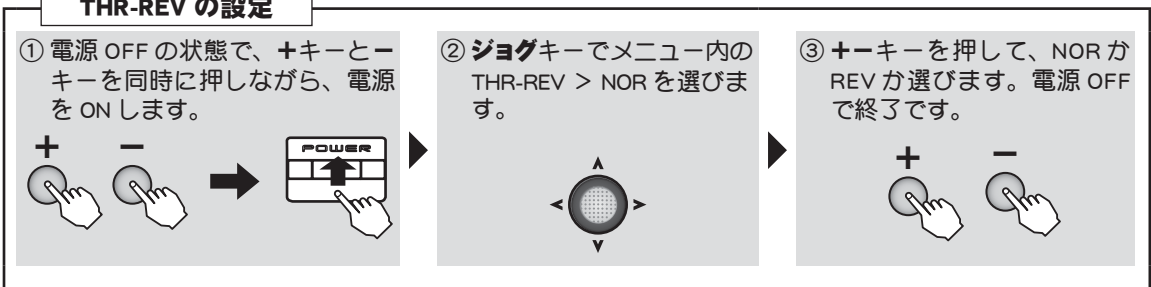 THR-REV の設定
① 電源 OFF の状態で、+キーとー
キーを同時に押しながら、電源
を ON します。
+ −
POWER
② ジョグキーでメニュー内の
THR-REV > NOR を選びま
す。
③ +ーキーを押して、NOR か
REV か選びます。電源 OFF
で終了です。
+ −